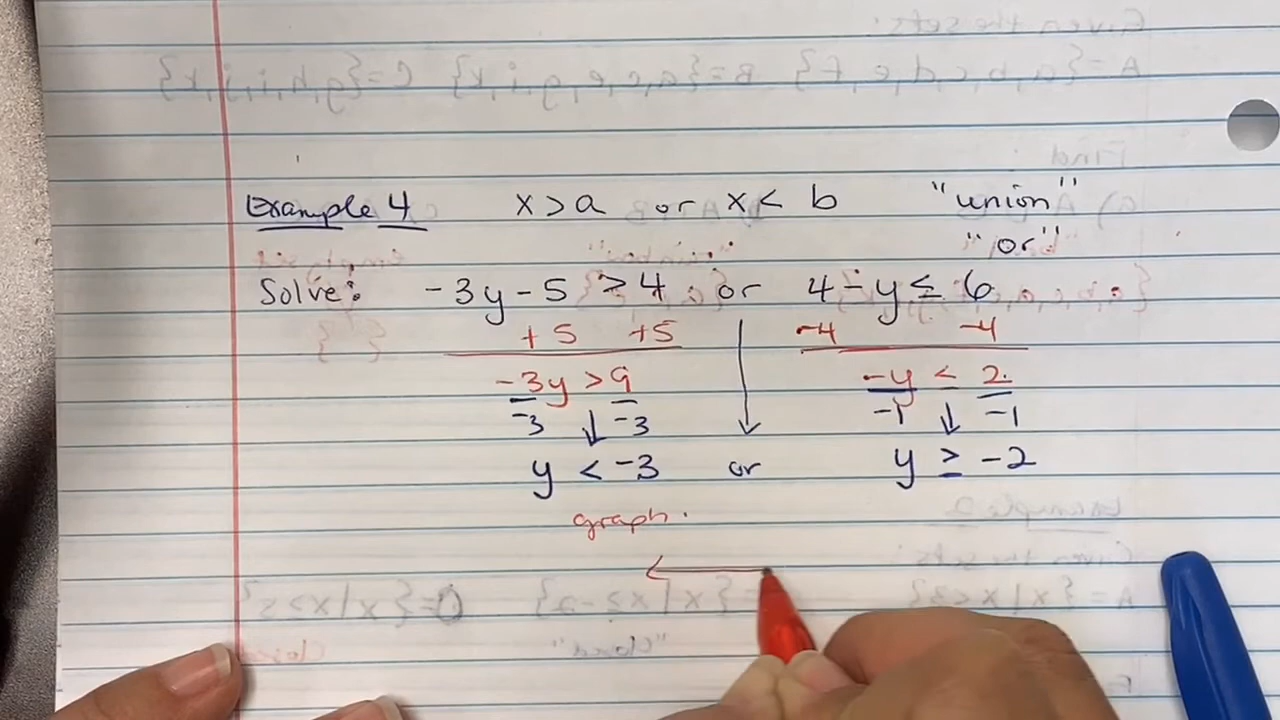 Example 4 x > a or x < b "union"
"or"
Solve: -3y - 5 > 4 or 4 - y ≤ 6
+5 +5 -4 -4
-3y > 9 -y ≤ 2
-3 -3 -1 -1
y < -3 or y ≥ -2
graph.